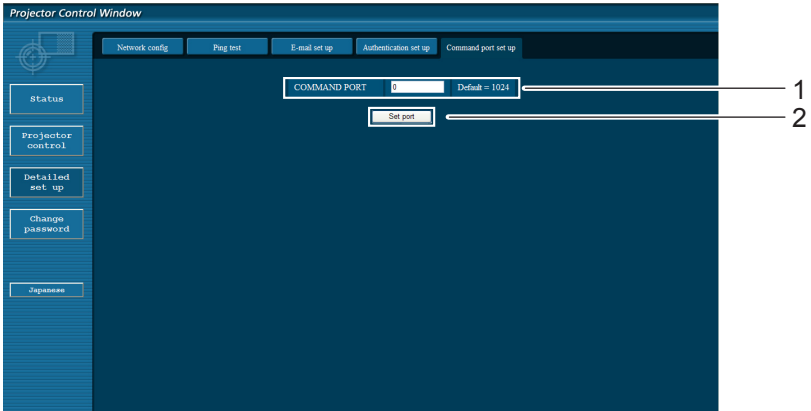 Projector Control Window
Network config
Ping test
E-mail set up
Authentication set up
Command port set up
COMMAND PORT
0
Default = 1024
1
Set port
2
Status
Projector
control
Detailed
set up
Change
password
Japanese